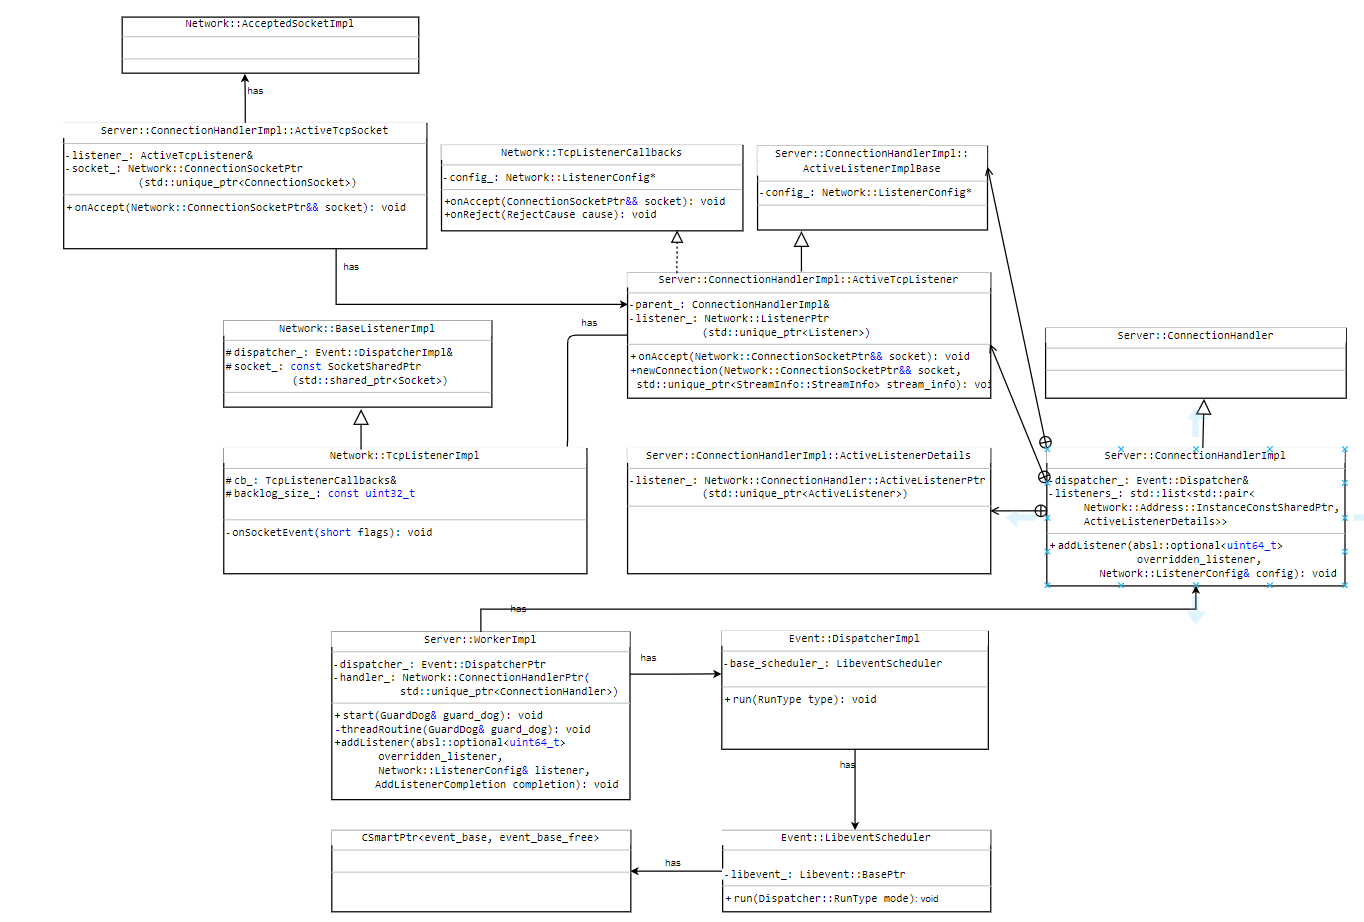 Network::AcceptedSocketImpl
has
Server::ConnectionHandlerImpl::ActiveTcpSocket
-listener_: ActiveTcpListener&
-socket_: Network::ConnectionSocketPtr
(std::unique_ptr<ConnectionSocket>)
+onAccept(Network::ConnectionSocketPtr&& socket): void
has
Network::TcpListenerCallbacks
-config_: Network::ListenerConfig*
+onAccept(ConnectionSocketPtr&& socket): void
+onReject(RejectCause cause): void
Server::ConnectionHandlerImpl::
ActiveListenerImplBase
-config_: Network::ListenerConfig*
Server::ConnectionHandlerImpl::ActiveTcpListener
-parent_: ConnectionHandlerImpl&
-listener_: Network::ListenerPtr
(std::unique_ptr<Listener>)
+onAccept(Network::ConnectionSocketPtr&& socket): void
+newConnection(Network::ConnectionSocketPtr&& socket,
std::unique_ptr<StreamInfo::StreamInfo> stream_info): voi
has
Network::BaseListenerImpl
#dispatcher_: Event::DispatcherImpl&
#socket_: const SocketSharedPtr
(std::shared_ptr<Socket>)
Server::ConnectionHandler
Network::TcpListenerImpl
#cb_: TcpListenerCallbacks&
#backlog_size_: const uint32_t
-onSocketEvent(short flags): void
Server::ConnectionHandlerImpl::ActiveListenerDetails
-listener_: Network::ConnectionHandler::ActiveListenerPtr
(std::unique_ptr<ActiveListener>)
Server::ConnectionHandlerImpl
-dispatcher_: Event::Dispatcher&
-listeners_: std::list<std::pair<
Network::Address::InstanceConstSharedPtr,
ActiveListenerDetails>>
+addListener(absl::optional<uint64_t>
overridden_listener,
Network::ListenerConfig& config): void
has
Server::WorkerImpl
-dispatcher_: Event::DispatcherPtr
-handler_: Network::ConnectionHandlerPtr(
std::unique_ptr<ConnectionHandler>)
+start(GuardDog& guard_dog): void
-threadRoutine(GuardDog& guard_dog): void
+addListener(absl::optional<uint64_t>
overridden_listener,
Network::ListenerConfig& listener,
AddListenerCompletion completion): void
has
Event::DispatcherImpl
-base_scheduler_: LibeventScheduler
+run(RunType type): void
has
CSmartPtr<event_base, event_base_free>
has
Event::LibeventScheduler
-libevent_: Libevent::BasePtr
+run(Dispatcher::RunType mode): void